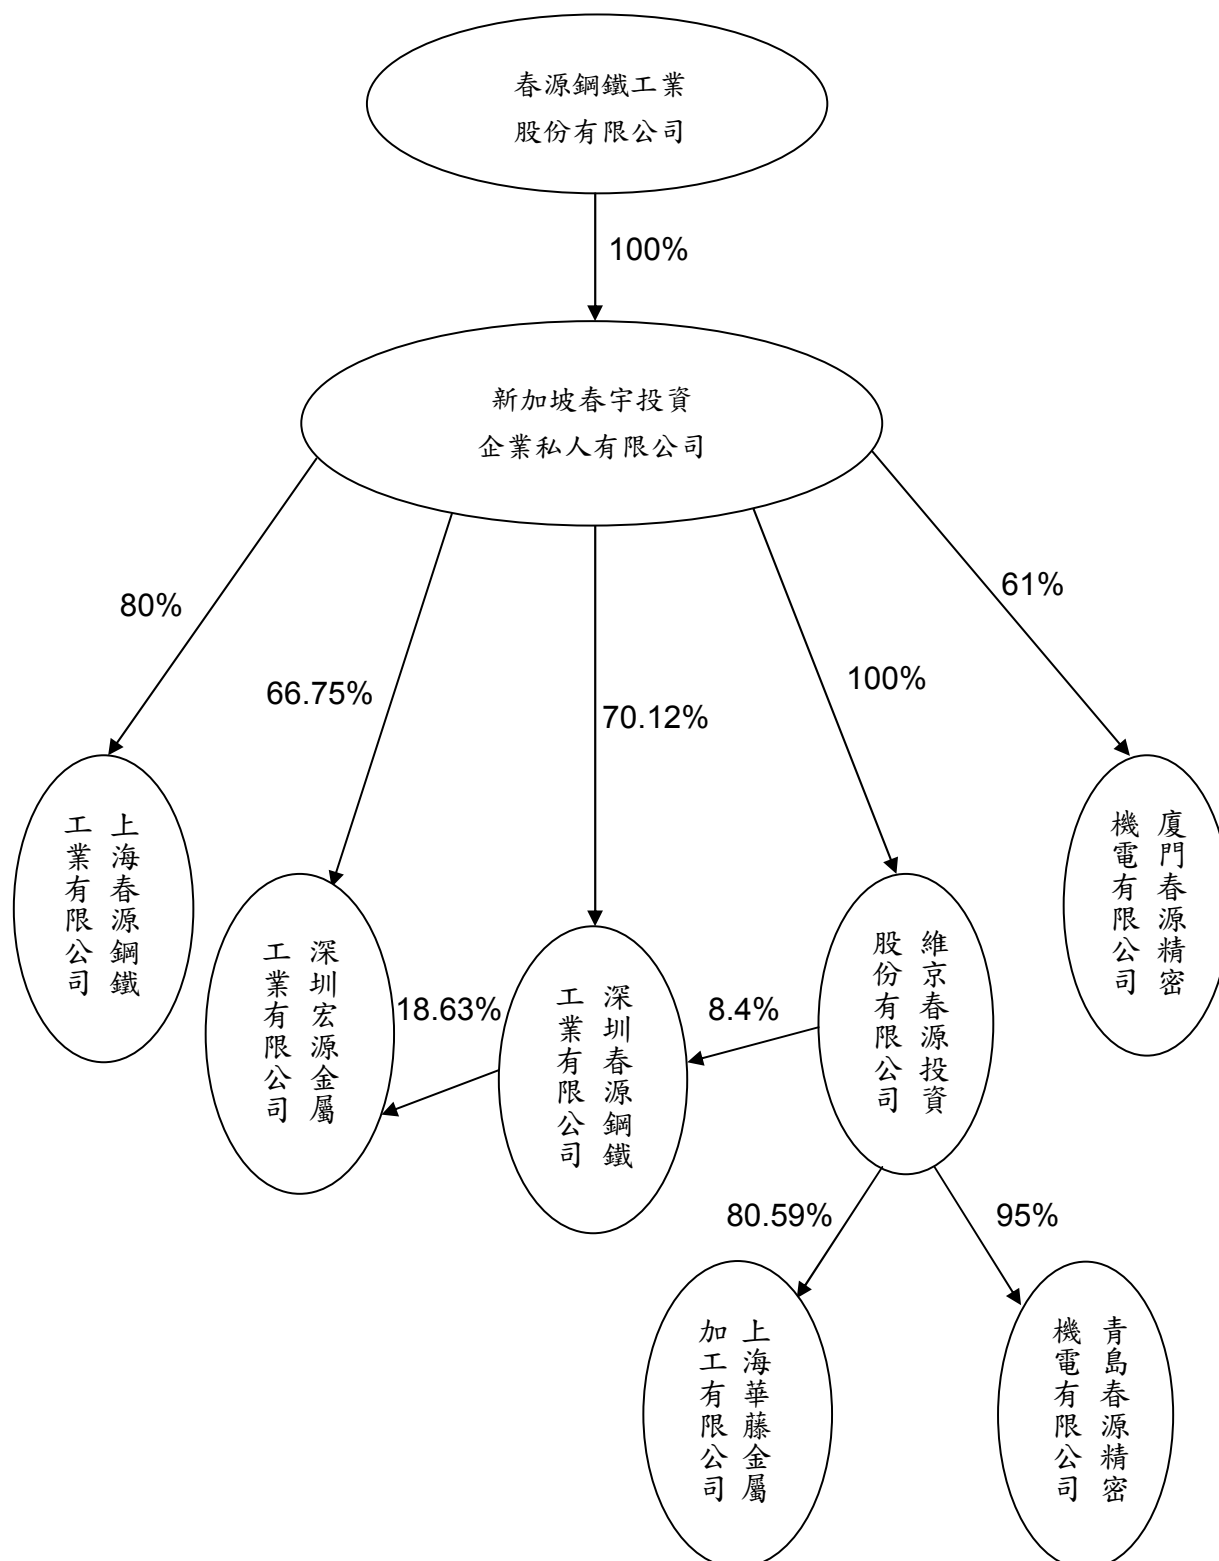 春源鋼鐵工業
股份有限公司
100%
新加坡春宇投資
企業私人有限公司
80%
66.75%
70.12%
100%
61%
上海春源鋼鐵
工業有限公司
深圳宏源金屬
工業有限公司
18.63%
深圳春源鋼鐵
工業有限公司
8.4%
維京春源投資
股份有限公司
廈門春源精密
機電有限公司
80.59%
95%
上海華藤金屬
加工有限公司
青島春源精密
機電有限公司